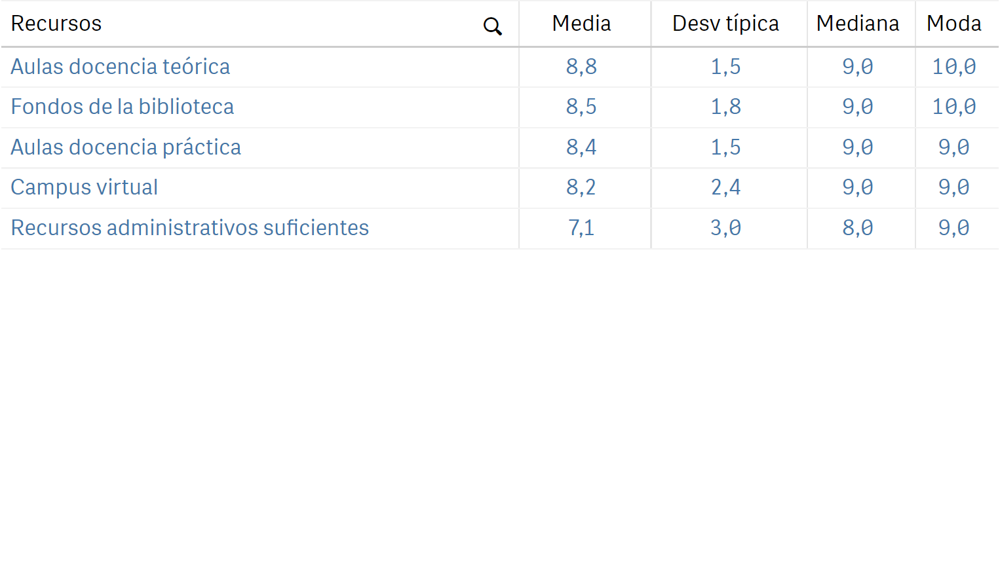 Recursos Media Desv típica Mediana Moda
Aulas docencia teórica 8,8 1,5 9,0 10,0
Fondos de la biblioteca 8,5 1,8 9,0 10,0
Aulas docencia práctica 8,4 1,5 9,0 9,0
Campus virtual 8,2 2,4 9,0 9,0
Recursos administrativos suficientes 7,1 3,0 8,0 9,0